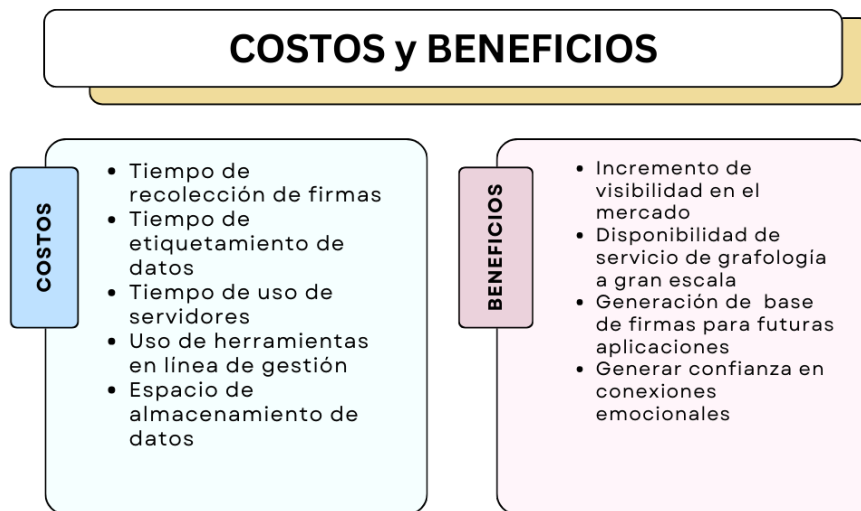 COSTOS y BENEFICIOS
COSTOS
• Tiempo de
recolección de firmas
• Tiempo de
etiquetamiento de
datos
• Tiempo de uso de
servidores
• Uso de herramientas
en línea de gestión
• Espacio de
almacenamiento de
datos
BENEFICIOS
• Incremento de
visibilidad en el
mercado
• Disponibilidad de
servicio de grafología
a gran escala
• Generación de base
de firmas para futuras
aplicaciones
• Generar confianza en
conexiones
emocionales